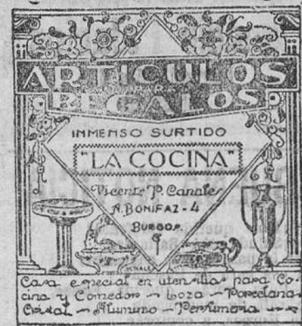 ARTICULOS
PARA
REGALOS
INMENSO SURTIDO
"LA COCINA"
Vicente P. Canales
A. BONIFAZ - 4
BURGOS
Casa especial en utensilios para Co-
cina y Comedor - Loza - Porcelana
Cristal - Aluminio - Perfumeria